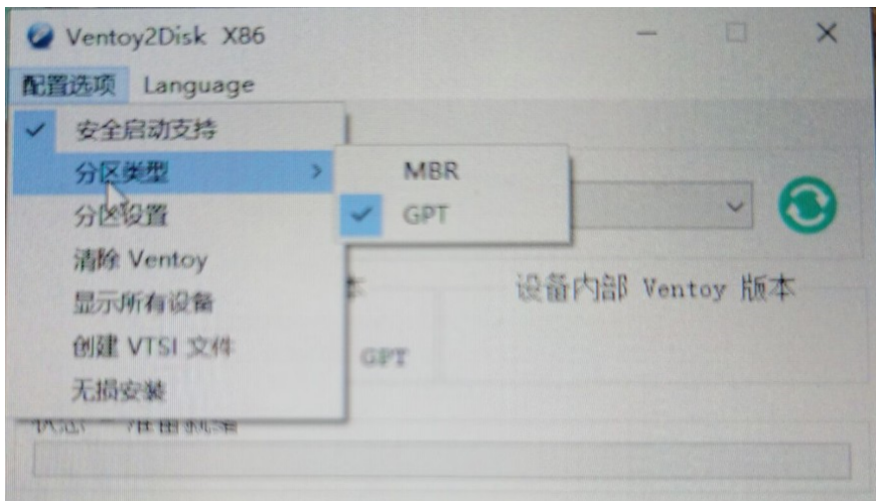 Ventoy2Disk X86
配置选项 Language
安全启动支持
分区类型
MBR
分区设置
GPT
清除 Ventoy
显示所有设备
设备内部 Ventoy 版本
创建 VTSI 文件
GPT
无损安装